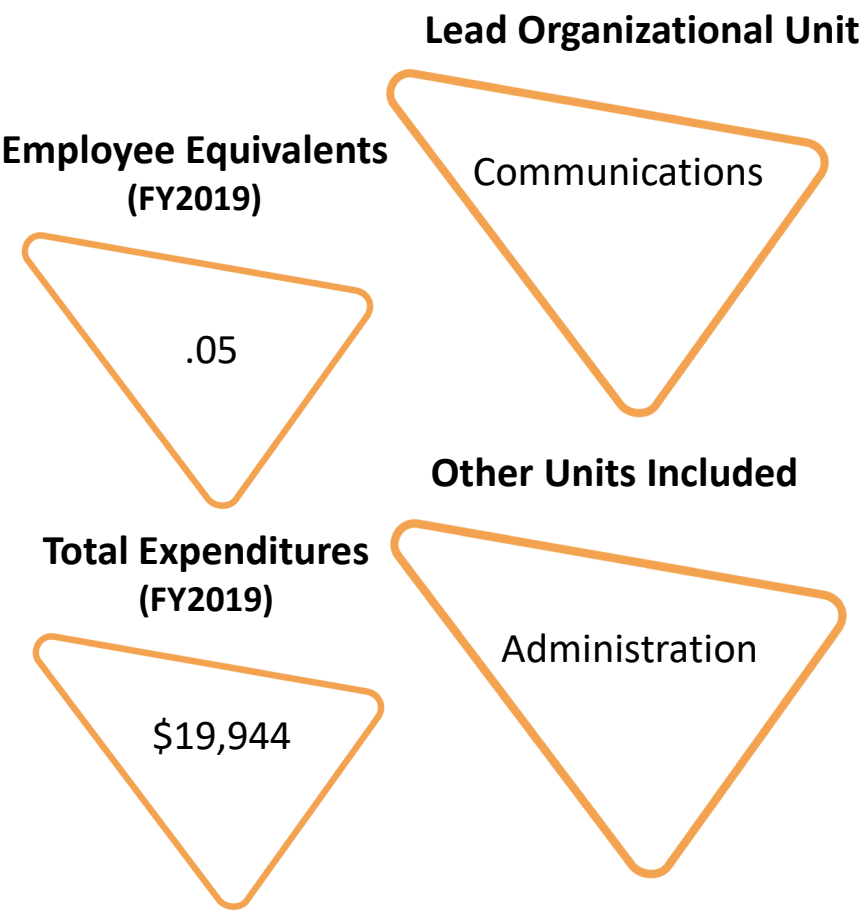 Lead Organizational Unit
Communications
Employee Equivalents
(FY2019)
.05
Other Units Included
Administration
Total Expenditures
(FY2019)
$19,944